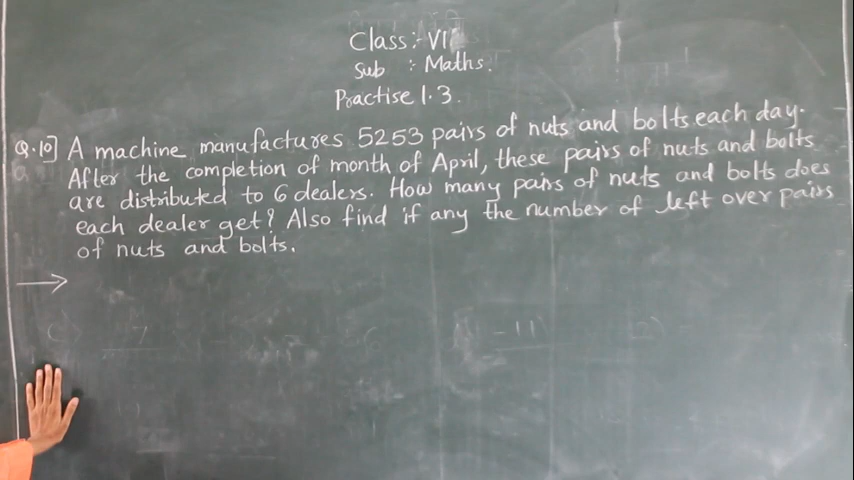 Class:- VI
Sub : Maths.
Practise 1.3.
Q.10] A machine manufactures 5253 pairs of nuts and bolts each day.
After the completion of month of April, these pairs of nuts and bolts
are distributed to 6 dealers. How many pairs of nuts and bolts does
each dealer get? Also find if any the number of left over pairs
of nuts and bolts.
→